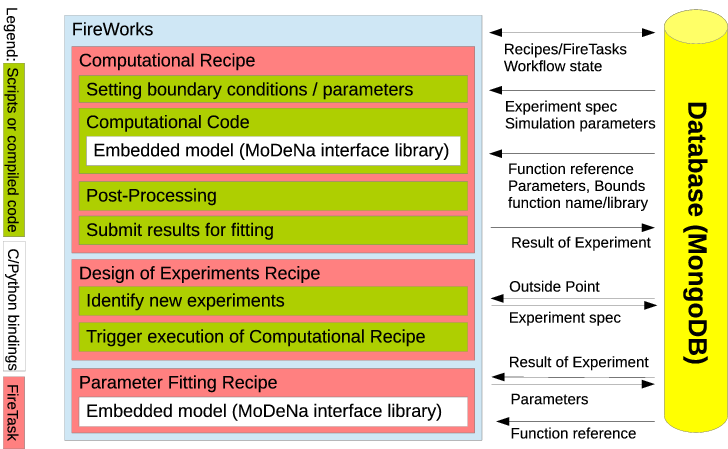 Legend:
Scripts or compiled code
C/Python bindings
FireTask
FireWorks
Computational Recipe
Setting boundary conditions / parameters
Computational Code
Embedded model (MoDeNa interface library)
Post-Processing
Submit results for fitting
Design of Experiments Recipe
Identify new experiments
Trigger execution of Computational Recipe
Parameter Fitting Recipe
Embedded model (MoDeNa interface library)
Recipes/FireTasks
Workflow state
Experiment spec
Simulation parameters
Function reference
Parameters, Bounds
function name/library
Result of Experiment
Outside Point
Experiment spec
Result of Experiment
Parameters
Function reference
Database (MongoDB)